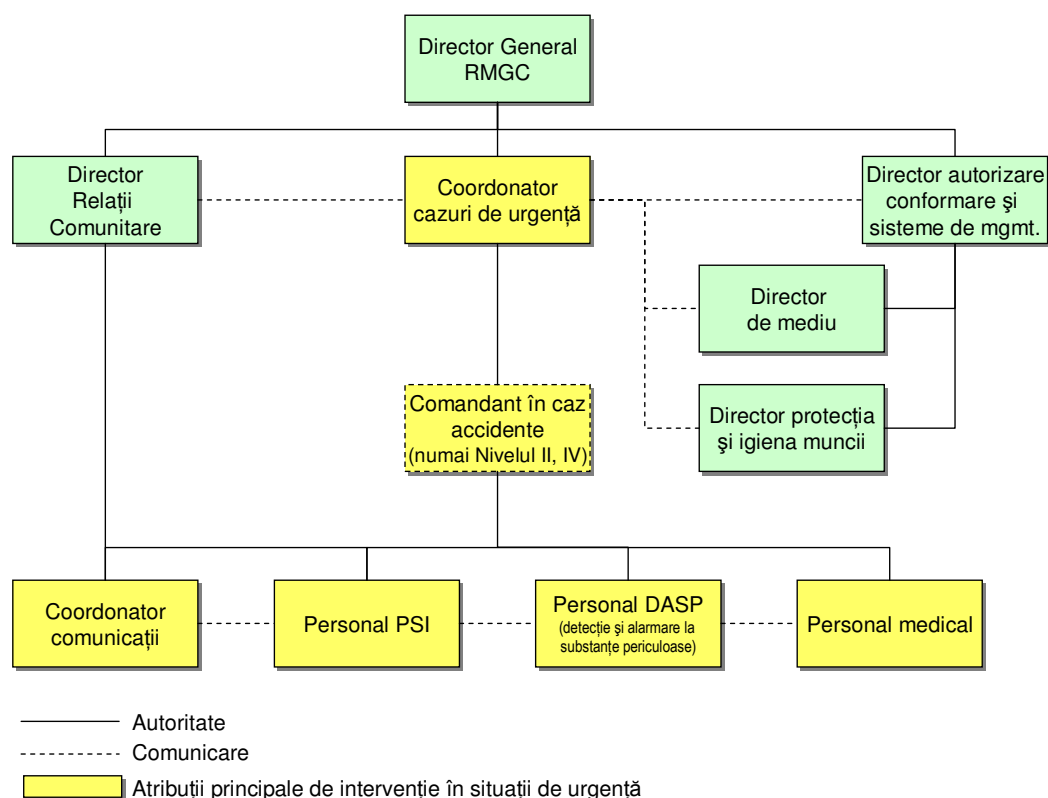 Director General
RMGC
Director
Relații
Comunitare
Coordonator
cazuri de urgență
Director autorizare
conformare şi
sisteme de mgmt.
Director
de mediu
Comandant în caz
accidente
(numai Nivelul II, IV)
Director protecția
şi igiena muncii
Coordonator
comunicații
Personal PSI
Personal DASP
(detecție şi alarmare la
substanțe periculoase)
Personal medical
Autoritate
Comunicare
Atribuții principale de intervenție în situații de urgență